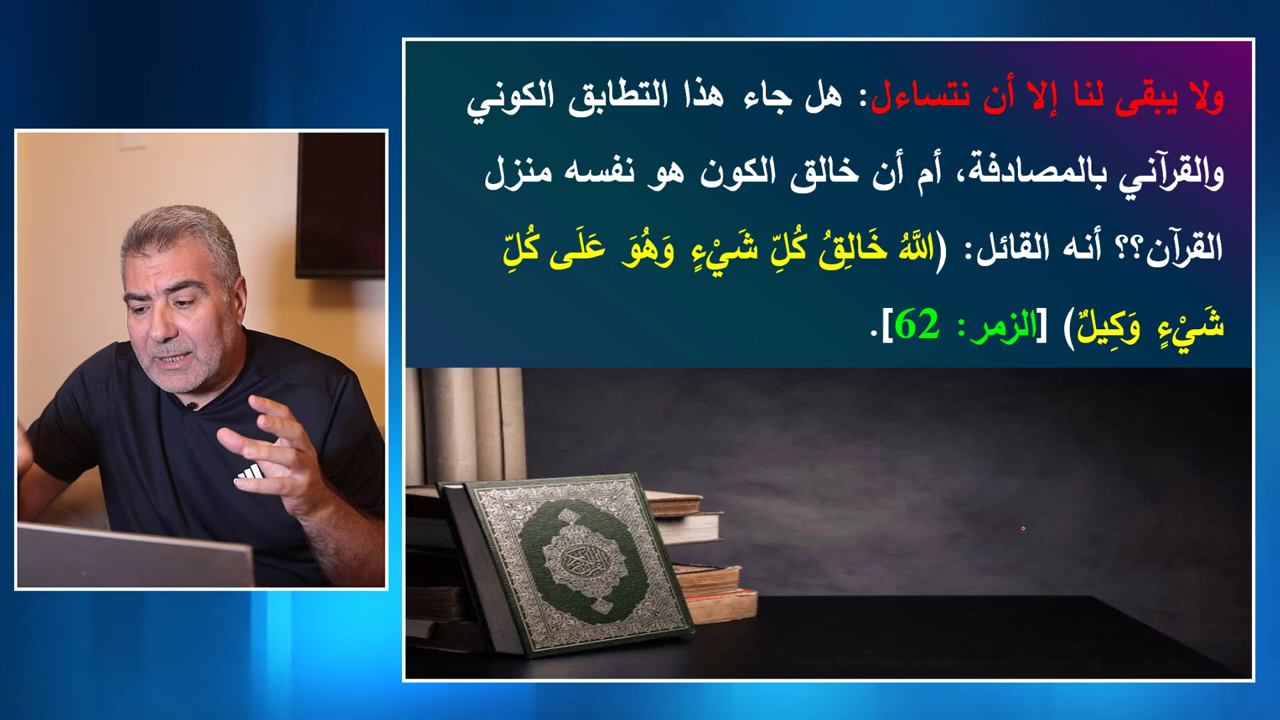 ولا يبقى لنا إلا أن نتساءل: هل جاء هذا التطابق الكوني
والقرآني بالمصادفة، أم أن خالق الكون هو نفسه منزل
القرآن؟؟ أنه القائل: (اللَّهُ خَالِقُ كُلِّ شَيْءٍ وَهُوَ عَلَى كُلِّ
شَيْءٍ وَكِيلٌ) [الزمر: 62].